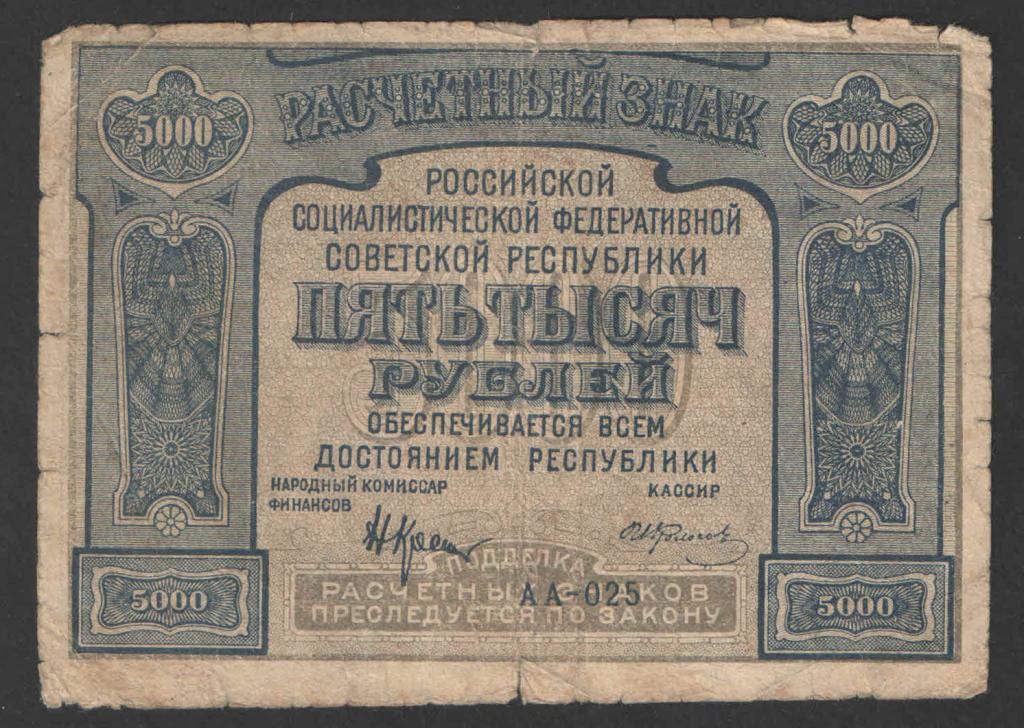 5000 РАСЧЕТНЫЙ ЗНАК 5000
РОССИЙСКОЙ
СОЦИАЛИСТИЧЕСКОЙ ФЕДЕРАТИВНОЙ
СОВЕТСКОЙ РЕСПУБЛИКИ
ПЯТЬ ТЫСЯЧ
РУБЛЕЙ
ОБЕСПЕЧИВАЕТСЯ ВСЕМ
ДОСТОЯНИЕМ РЕСПУБЛИКИ
НАРОДНЫЙ КОМИССАР
ФИНАНСОВ
КАССИР
ПОДДЕЛКА
РАСЧЕТНЫХ ЗНАКОВ
ПРЕСЛЕДУЕТСЯ ПО ЗАКОНУ
АА-025
5000
5000